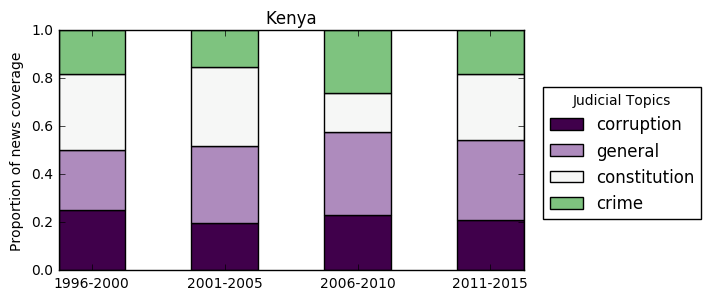 Kenya
Proportion of news coverage
1.0
0.8
0.6
0.4
0.2
0.0
1996-2000 2001-2005 2006-2010 2011-2015
Judicial Topics
corruption
general
constitution
crime